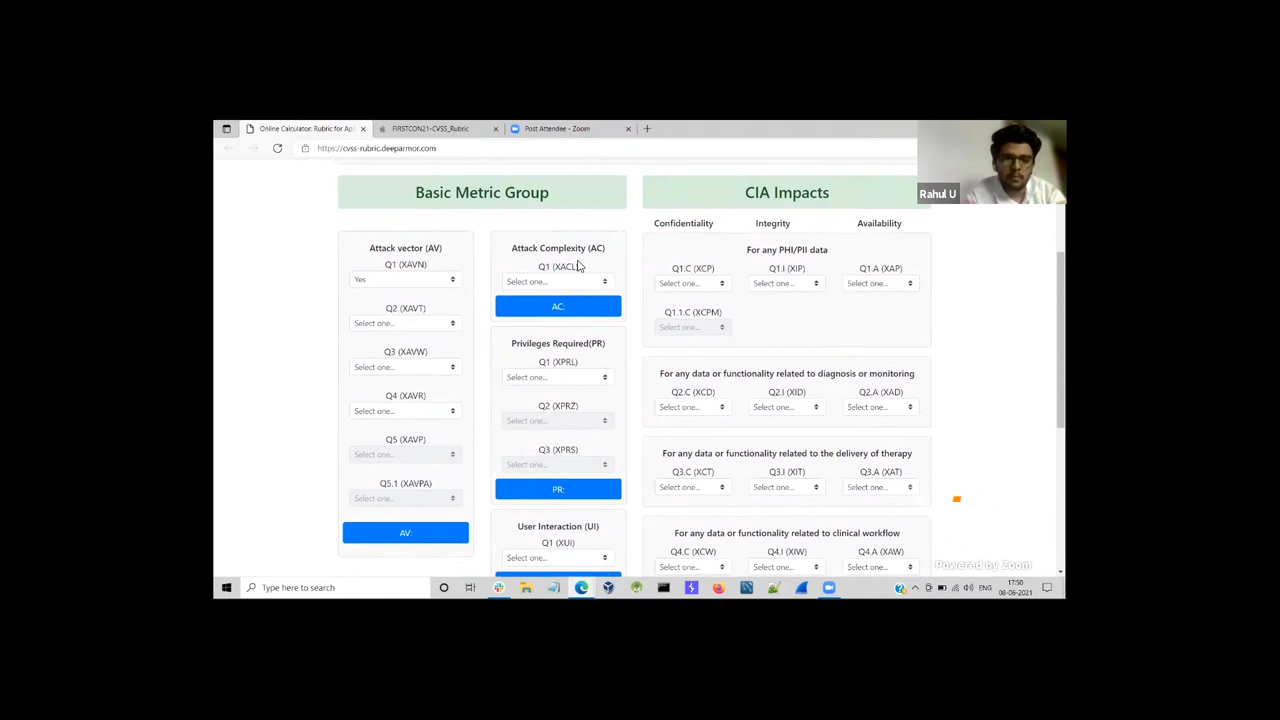 Online Calculator: Rubric for Apl
FIRSTCON21-CVSS_Rubric
Post Attendee - Zoom
https://cvss-rubric.deeparmor.com
Rahul U
Basic Metric Group
Attack vector (AV)
Q1 (XAVN)
Yes
Q2 (XAVT)
Select one...
Q3 (XAVW)
Select one...
Q4 (XAVR)
Select one...
Q5 (XAVP)
Select one...
Q5.1 (XAVPA)
Select one...
AV:
Attack Complexity (AC)
Q1 (XACL)
Select one...
AC:
Privileges Required(PR)
Q1 (XPRL)
Select one...
Q2 (XPRZ)
Select one...
Q3 (XPRS)
Select one...
PR:
User Interaction (UI)
Q1 (XUI)
Select one...
CIA Impacts
Confidentiality Integrity Availability
For any PHI/PII data
Q1.C (XCP) Q1.I (XIP) Q1.A (XAP)
Select one... Select one... Select one...
Q1.1.C (XCPM)
Select one...
For any data or functionality related to diagnosis or monitoring
Q2.C (XCD) Q2.I (XID) Q2.A (XAD)
Select one... Select one... Select one...
For any data or functionality related to the delivery of therapy
Q3.C (XCT) Q3.I (XIT) Q3.A (XAT)
Select one... Select one... Select one...
For any data or functionality related to clinical workflow
Q4.C (XCW) Q4.I (XIW) Q4.A (XAW)
Select one... Select one... Select one...
Powered by Zoom
Type here to search
ENG
17:50
08-06-2021